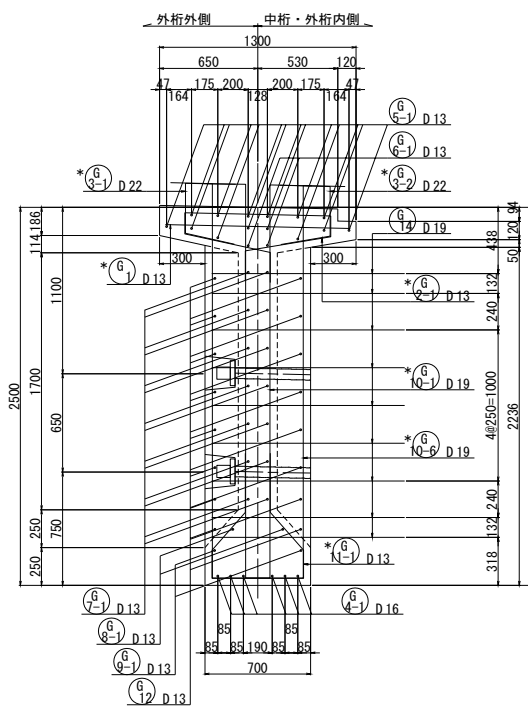 外桁外側
中桁・外桁内側
1300
650
530
120
47
164
175
200
128
200
175
164
47
G
5-1 D13
G
6-1 D13
* G
3-1 D22
* G
3-2 D22
G
14 D19
* G
1 D13
300
300
* G
2-1 D13
* G
10-1 D19
* G
10-6 D19
* G
11-1 D13
G
7-1 D13
G
8-1 D13
G
9-1 D13
G
12 D13
G
4-1 D16
186
114
2500
1700
250
250
1100
650
750
438
132
240
4@250=1000
240
132
318
94
120
50
2236
85
85
85
85
190
85
85
700